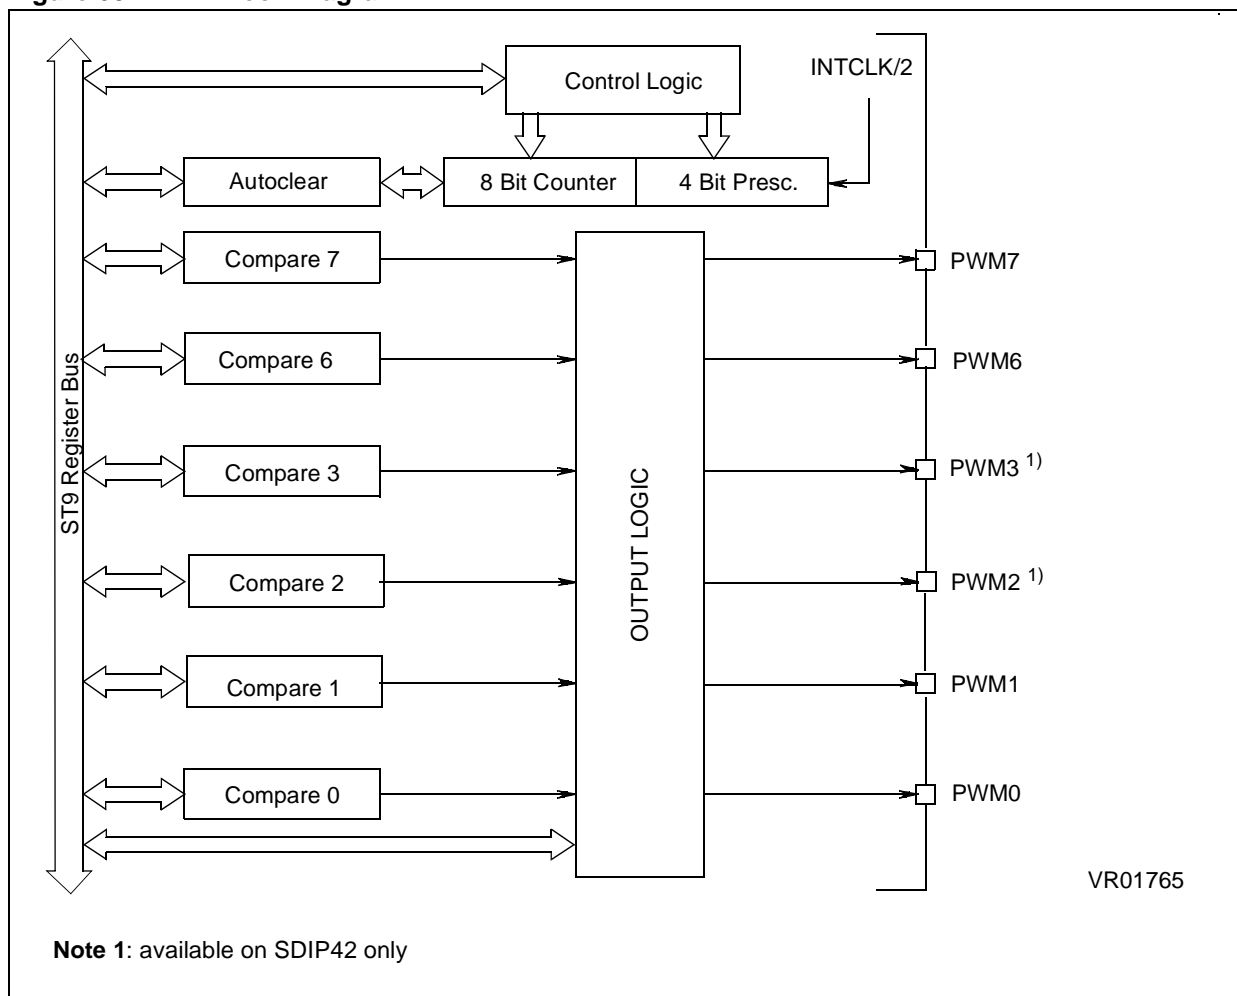 Control Logic
INTCLK/2
Autoclear
8 Bit Counter
4 Bit Presc.
Compare 7
PWM7
Compare 6
PWM6
ST9 Register Bus
Compare 3
OUTPUT LOGIC
PWM3 1)
Compare 2
PWM2 1)
Compare 1
PWM1
Compare 0
PWM0
VR01765
Note 1: available on SDIP42 only